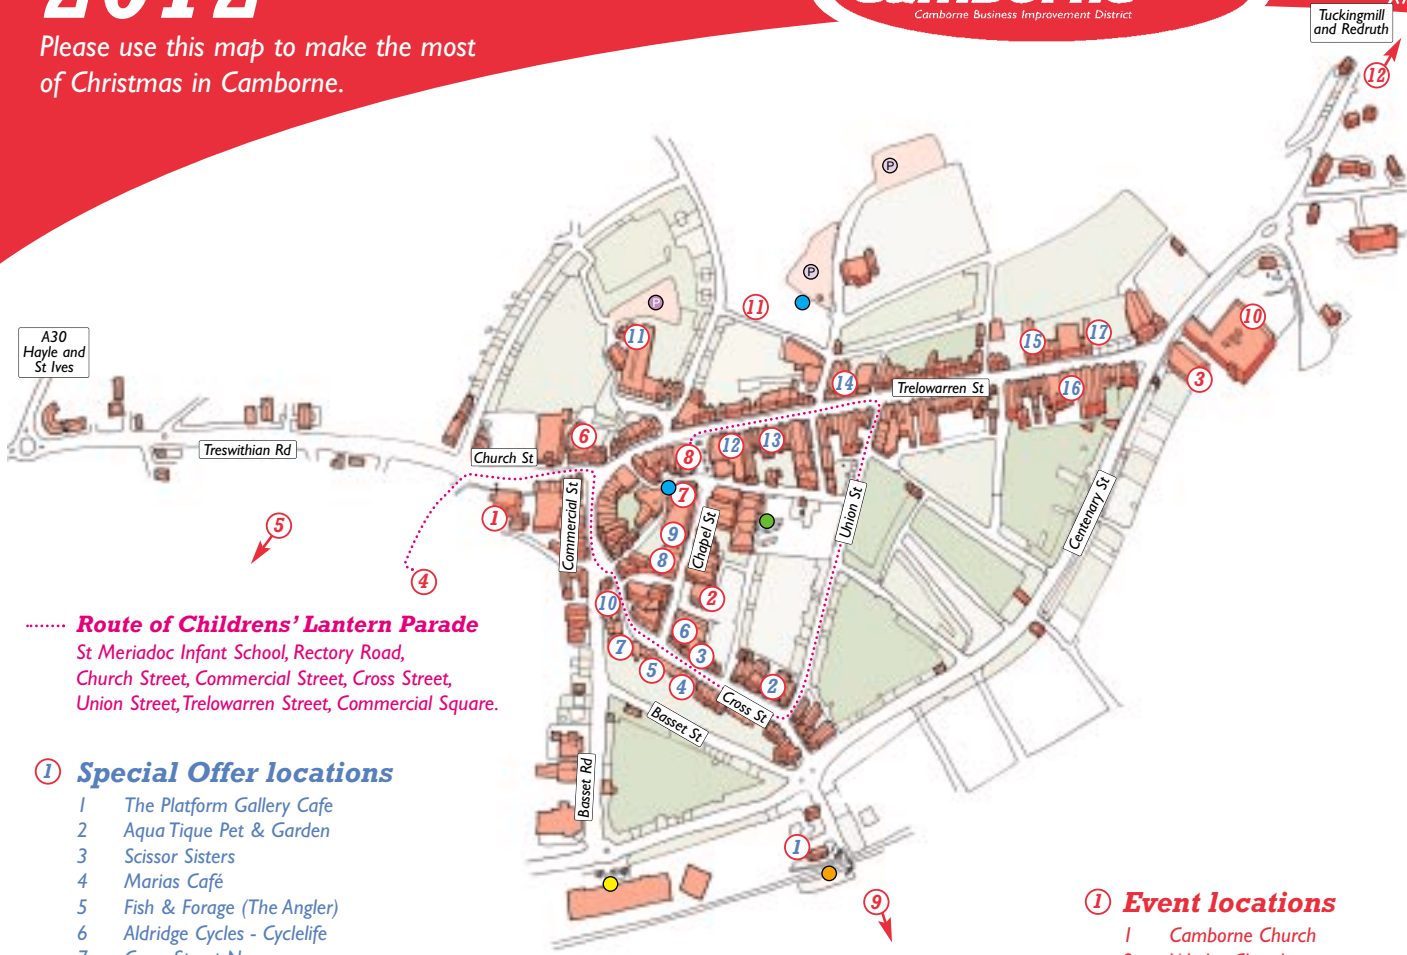 2012
Please use this map to make the most
of Christmas in Camborne.
Camborne
Camborne Business Improvement District
Tuckingmill
and Redruth
12
P
P
P
11
11
A30
Hayle and
St Ives
15
17
10
14
Trelowarren St
16
3
Treswithian Rd
Church St
6
8
12
13
7
1
Commercial St
Chapel St
Union St
Centenary St
5
9
8
4
10
2
6
7
3
5
4
2
Cross St
Basset St
Basset Rd
1
9
Route of Childrens' Lantern Parade
St Meriadoc Infant School, Rectory Road,
Church Street, Commercial Street, Cross Street,
Union Street, Trelowarren Street, Commercial Square.
1 Special Offer locations
1 The Platform Gallery Cafe
2 Aqua Tique Pet & Garden
3 Scissor Sisters
4 Marias Café
5 Fish & Forage (The Angler)
6 Aldridge Cycles - Cyclelife
1 Event locations
1 Camborne Church